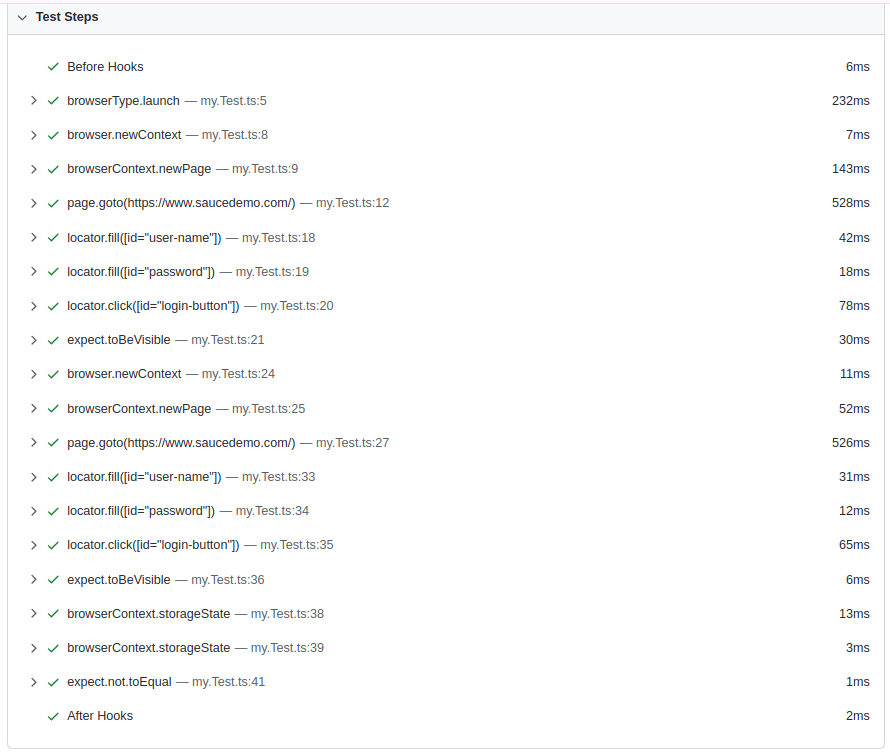 Test Steps
Before Hooks 6ms
browserType.launch — my.Test.ts:5 232ms
browser.newContext — my.Test.ts:8 7ms
browserContext.newPage — my.Test.ts:9 143ms
page.goto(https://www.saucedemo.com/) — my.Test.ts:12 528ms
locator.fill([id="user-name"]) — my.Test.ts:18 42ms
locator.fill([id="password"]) — my.Test.ts:19 18ms
locator.click([id="login-button"]) — my.Test.ts:20 78ms
expect.toBeVisible — my.Test.ts:21 30ms
browser.newContext — my.Test.ts:24 11ms
browserContext.newPage — my.Test.ts:25 52ms
page.goto(https://www.saucedemo.com/) — my.Test.ts:27 526ms
locator.fill([id="user-name"]) — my.Test.ts:33 31ms
locator.fill([id="password"]) — my.Test.ts:34 12ms
locator.click([id="login-button"]) — my.Test.ts:35 65ms
expect.toBeVisible — my.Test.ts:36 6ms
browserContext.storageState — my.Test.ts:38 13ms
browserContext.storageState — my.Test.ts:39 3ms
expect.not.toEqual — my.Test.ts:41 1ms
After Hooks 2ms